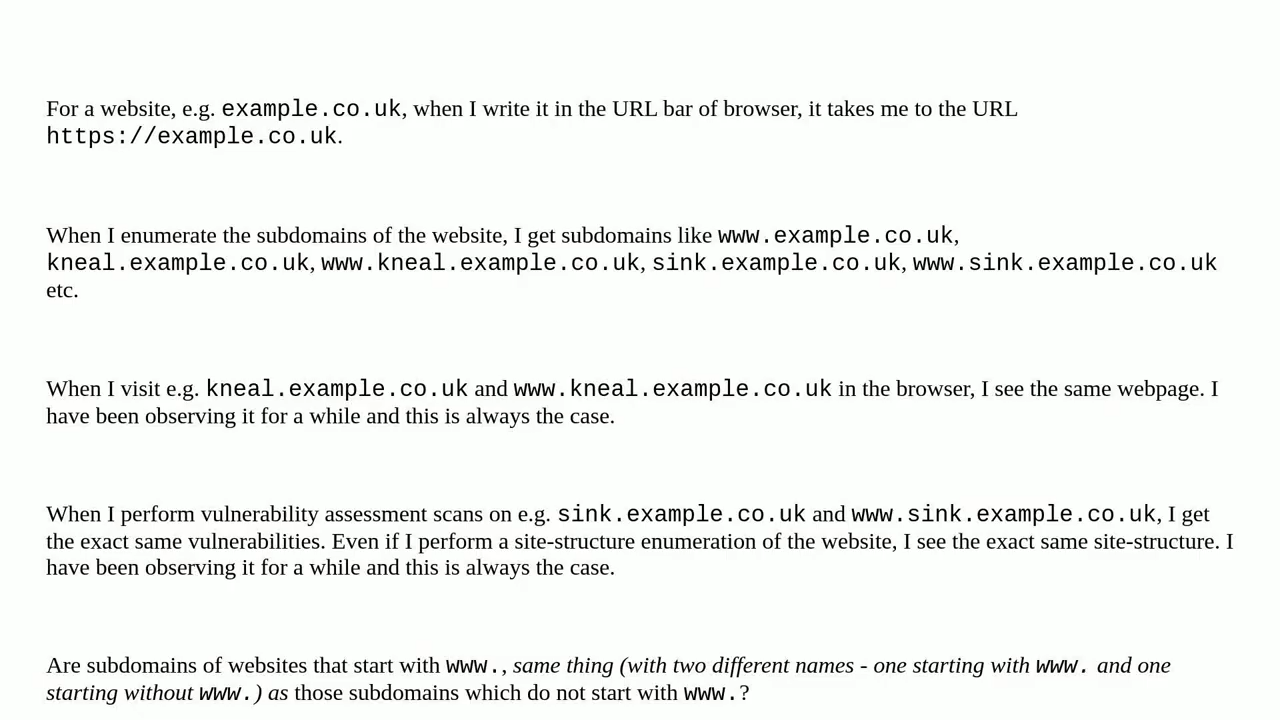 For a website, e.g. example.co.uk, when I write it in the URL bar of browser, it takes me to the URL
https://example.co.uk.
When I enumerate the subdomains of the website, I get subdomains like www.example.co.uk,
kneal.example.co.uk, www.kneal.example.co.uk, sink.example.co.uk, www.sink.example.co.uk
etc.
When I visit e.g. kneal.example.co.uk and www.kneal.example.co.uk in the browser, I see the same webpage. I
have been observing it for a while and this is always the case.
When I perform vulnerability assessment scans on e.g. sink.example.co.uk and www.sink.example.co.uk, I get
the exact same vulnerabilities. Even if I perform a site-structure enumeration of the website, I see the exact same site-structure. I
have been observing it for a while and this is always the case.
Are subdomains of websites that start with www., same thing (with two different names - one starting with www. and one
starting without www.) as those subdomains which do not start with www.?